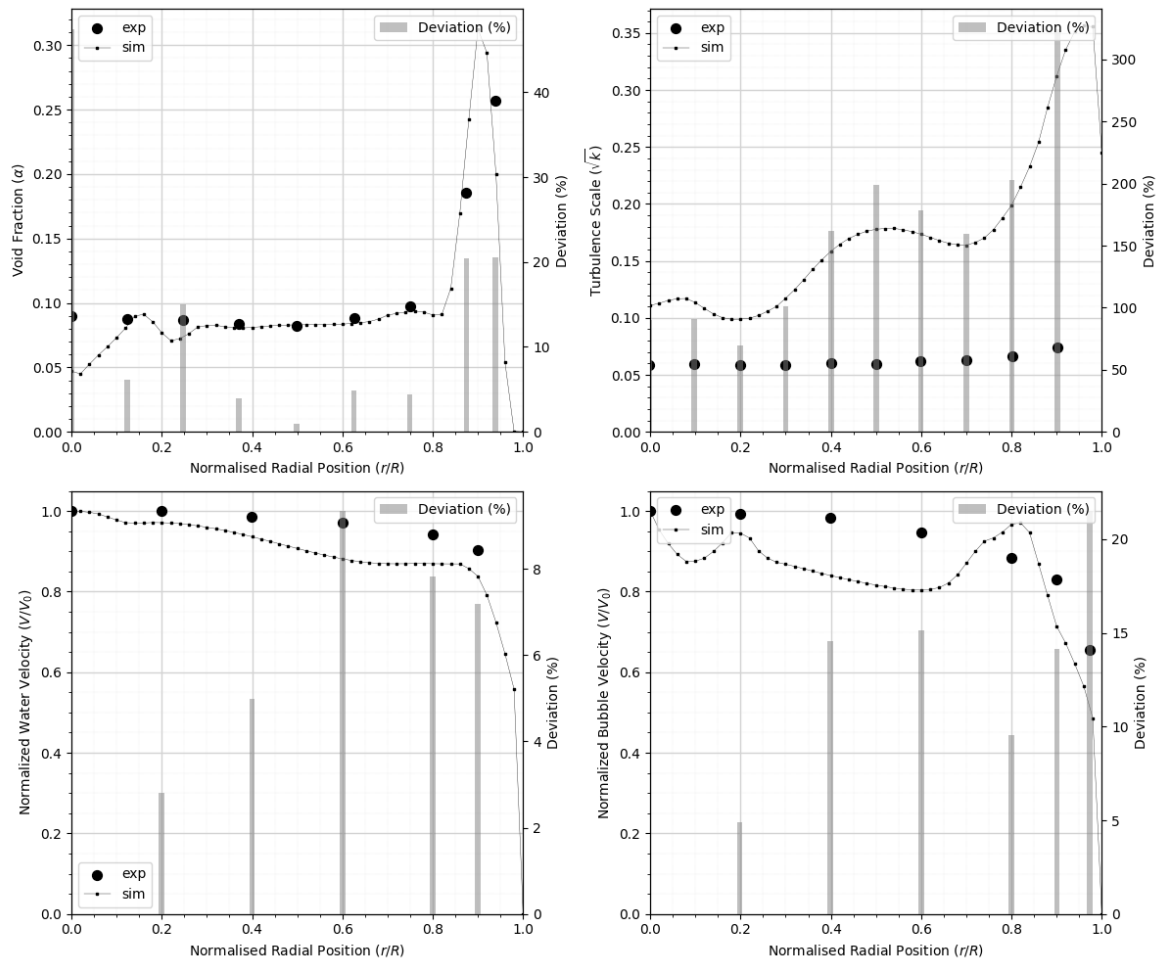 exp
sim
Deviation (%)
0.30
0.25
0.20
0.15
0.10
0.05
0.00
Void Fraction (α)
40
30
20
10
0
Deviation (%)
0.0 0.2 0.4 0.6 0.8 1.0
Normalised Radial Position (r/R)
exp
sim
Deviation (%)
0.35
0.30
0.25
0.20
0.15
0.10
0.05
0.00
Turbulence Scale (√k)
300
250
200
150
100
50
0
Deviation (%)
0.0 0.2 0.4 0.6 0.8 1.0
Normalised Radial Position (r/R)
Deviation (%)
1.0
0.8
0.6
0.4
0.2
0.0
Normalized Water Velocity (V/V₀)
exp
sim
8
6
4
2
0
Deviation (%)
0.0 0.2 0.4 0.6 0.8 1.0
Normalised Radial Position (r/R)
exp
sim
Deviation (%)
1.0
0.8
0.6
0.4
0.2
0.0
Normalized Bubble Velocity (V/V₀)
20
15
10
5
0
Deviation (%)
0.0 0.2 0.4 0.6 0.8 1.0
Normalised Radial Position (r/R)